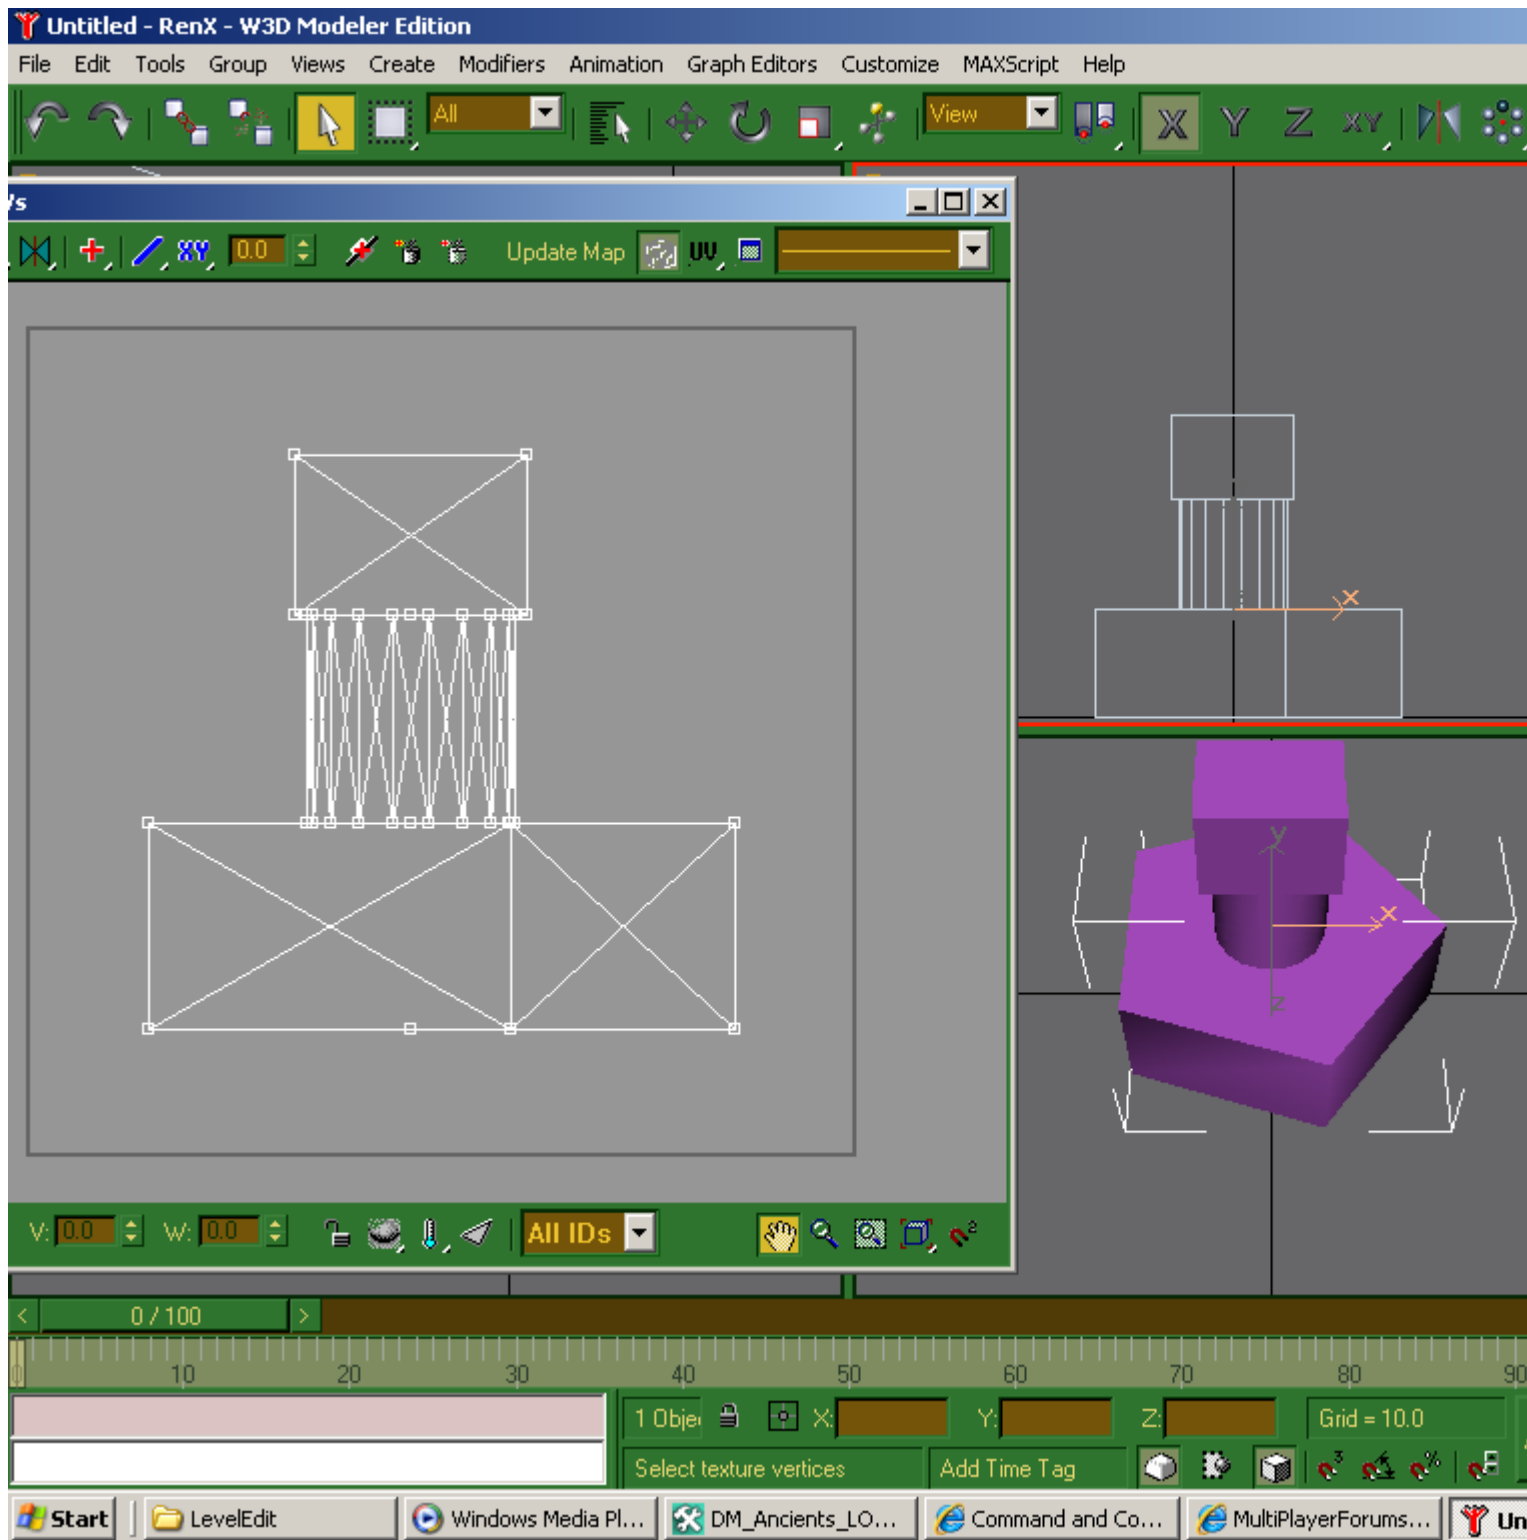 Untitled - RenX - W3D Modeler Edition
File Edit Tools Group Views Create Modifiers Animation Graph Editors Customize MAXScript Help
All View X Y Z XY
XY 0.0 Update Map UV
x
y
x
z
V: 0.0 W: 0.0 All IDs
< 0 / 100 >
0 10 20 30 40 50 60 70 80 90
X: Y: Z: Grid = 10.0
Select texture vertices Add Time Tag
Start LevelEdit Windows Media Pl... DM_Ancients_LO... Command and Co... MultiPlayerForums...